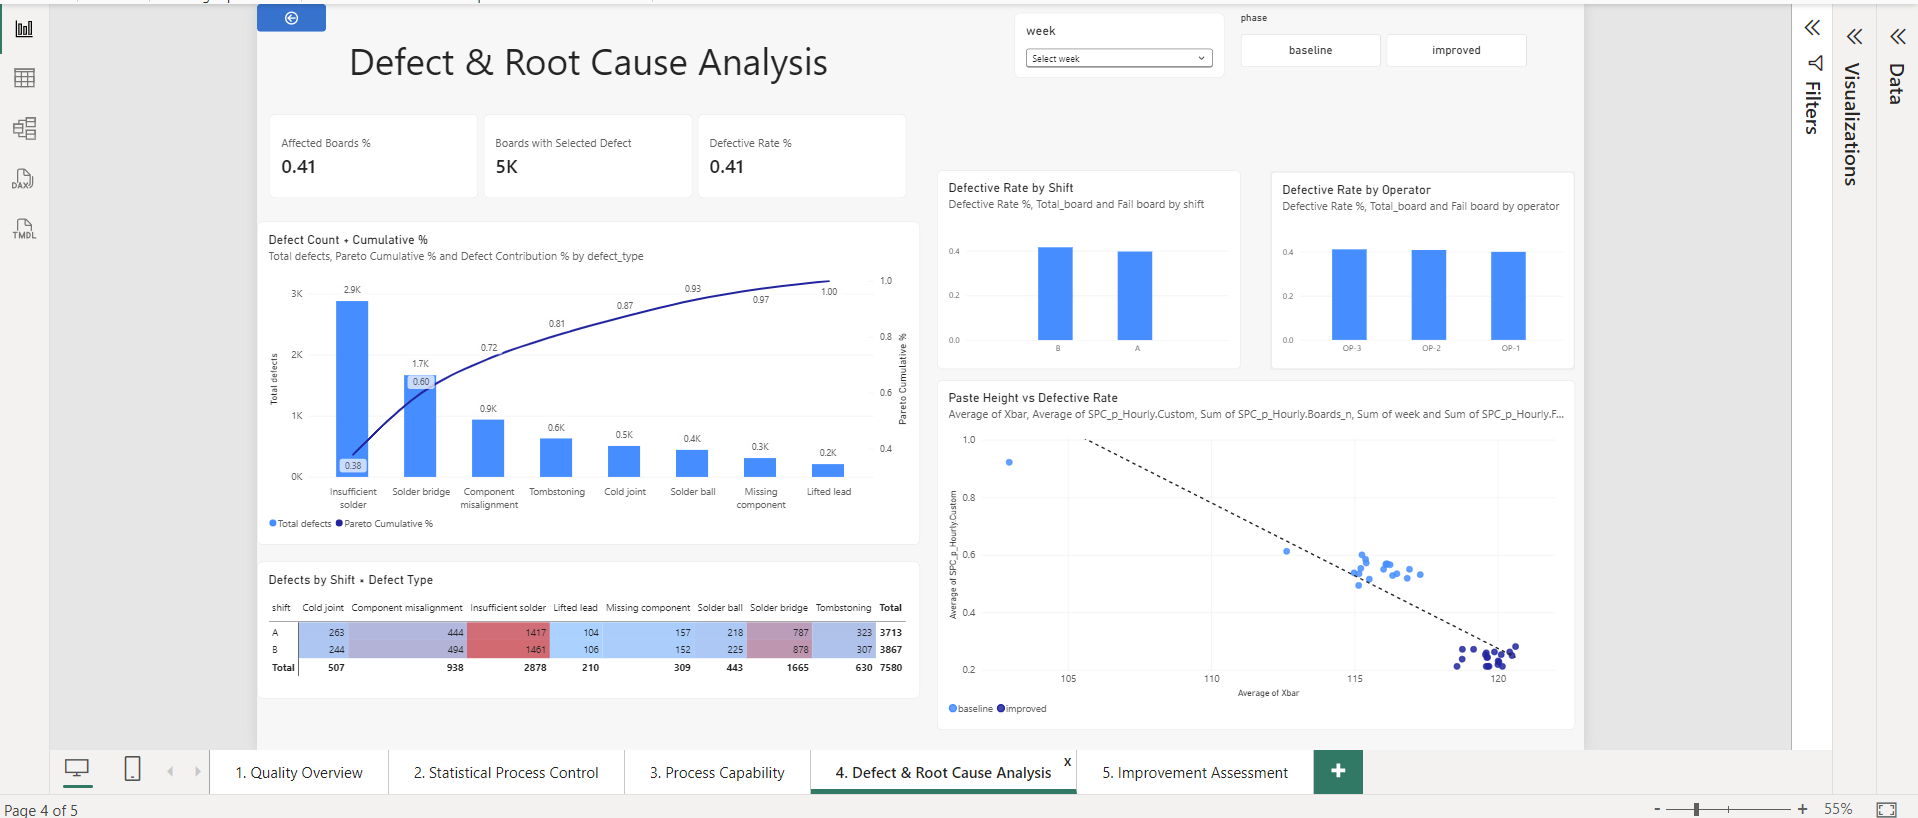 Defect & Root Cause Analysis
week
Select week
phase
baseline
improved
Filters
Visualizations
Data
DAX
TMDL
Affected Boards %
0.41
Boards with Selected Defect
5K
Defective Rate %
0.41
Defect Count + Cumulative %
Total defects, Pareto Cumulative % and Defect Contribution % by defect_type
Total defects
3K
2K
1K
0K
2.9K
1.7K
0.9K
0.6K
0.5K
0.4K
0.3K
0.2K
0.38
0.60
0.72
0.81
0.87
0.93
0.97
1.00
1.0
0.8
0.6
0.4
Pareto Cumulative %
Insufficient solder
Solder bridge
Component misalignment
Tombstoning
Cold joint
Solder ball
Missing component
Lifted lead
Total defects
Pareto Cumulative %
Defective Rate by Shift
Defective Rate %, Total_board and Fail board by shift
0.4
0.2
0.0
B
A
Defective Rate by Operator
Defective Rate %, Total_board and Fail board by operator
0.4
0.2
0.0
OP-3
OP-2
OP-1
Defects by Shift × Defect Type
shift Cold joint Component misalignment Insufficient solder Lifted lead Missing component Solder ball Solder bridge Tombstoning Total
A 263 444 1417 104 157 218 787 323 3713
B 244 494 1461 106 152 225 878 307 3867
Total 507 938 2878 210 309 443 1665 630 7580
Paste Height vs Defective Rate
Average of Xbar, Average of SPC_p_Hourly.Custom, Sum of SPC_p_Hourly.Boards_n, Sum of week and Sum of SPC_p_Hourly.F...
Average of SPC_p_Hourly.Custom
1.0
0.8
0.6
0.4
0.2
105
110
115
120
Average of Xbar
baseline
improved
1. Quality Overview
2. Statistical Process Control
3. Process Capability
4. Defect & Root Cause Analysis
x
5. Improvement Assessment
+
Page 4 of 5
- + 55%